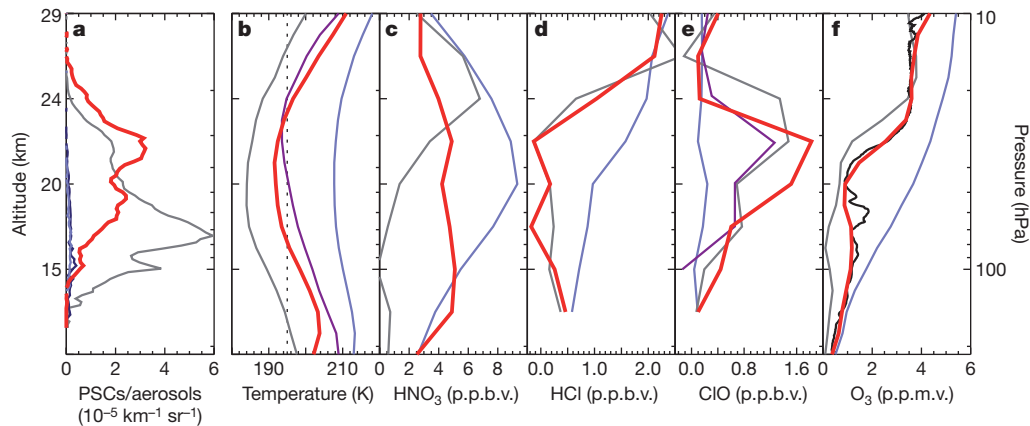 29 a b c d e f 10
24
20
15 100
Altitude (km)
Pressure (hPa)
0 2 4 6 190 210 0 4 8 12 0.0 1.0 2.0 0.0 0.8 1.6 0 2 4 6
PSCs/aerosols Temperature (K) HNO₃ (p.p.b.v.) HCl (p.p.b.v.) ClO (p.p.b.v.) O₃ (p.p.m.v.)
(10⁻⁵ km⁻¹ sr⁻¹)